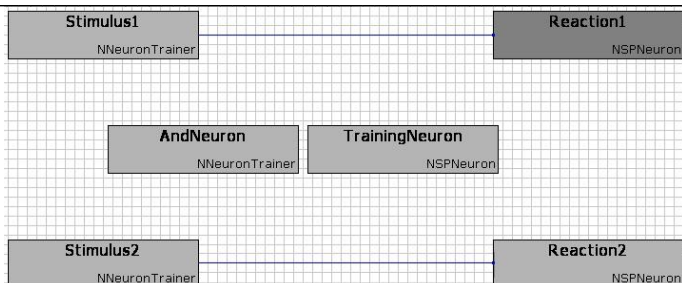 Stimulus1
NNeuronTrainer
Reaction1
NSPNeuron
AndNeuron
NNeuronTrainer
TrainingNeuron
NSPNeuron
Stimulus2
NNeuronTrainer
Reaction2
NSPNeuron